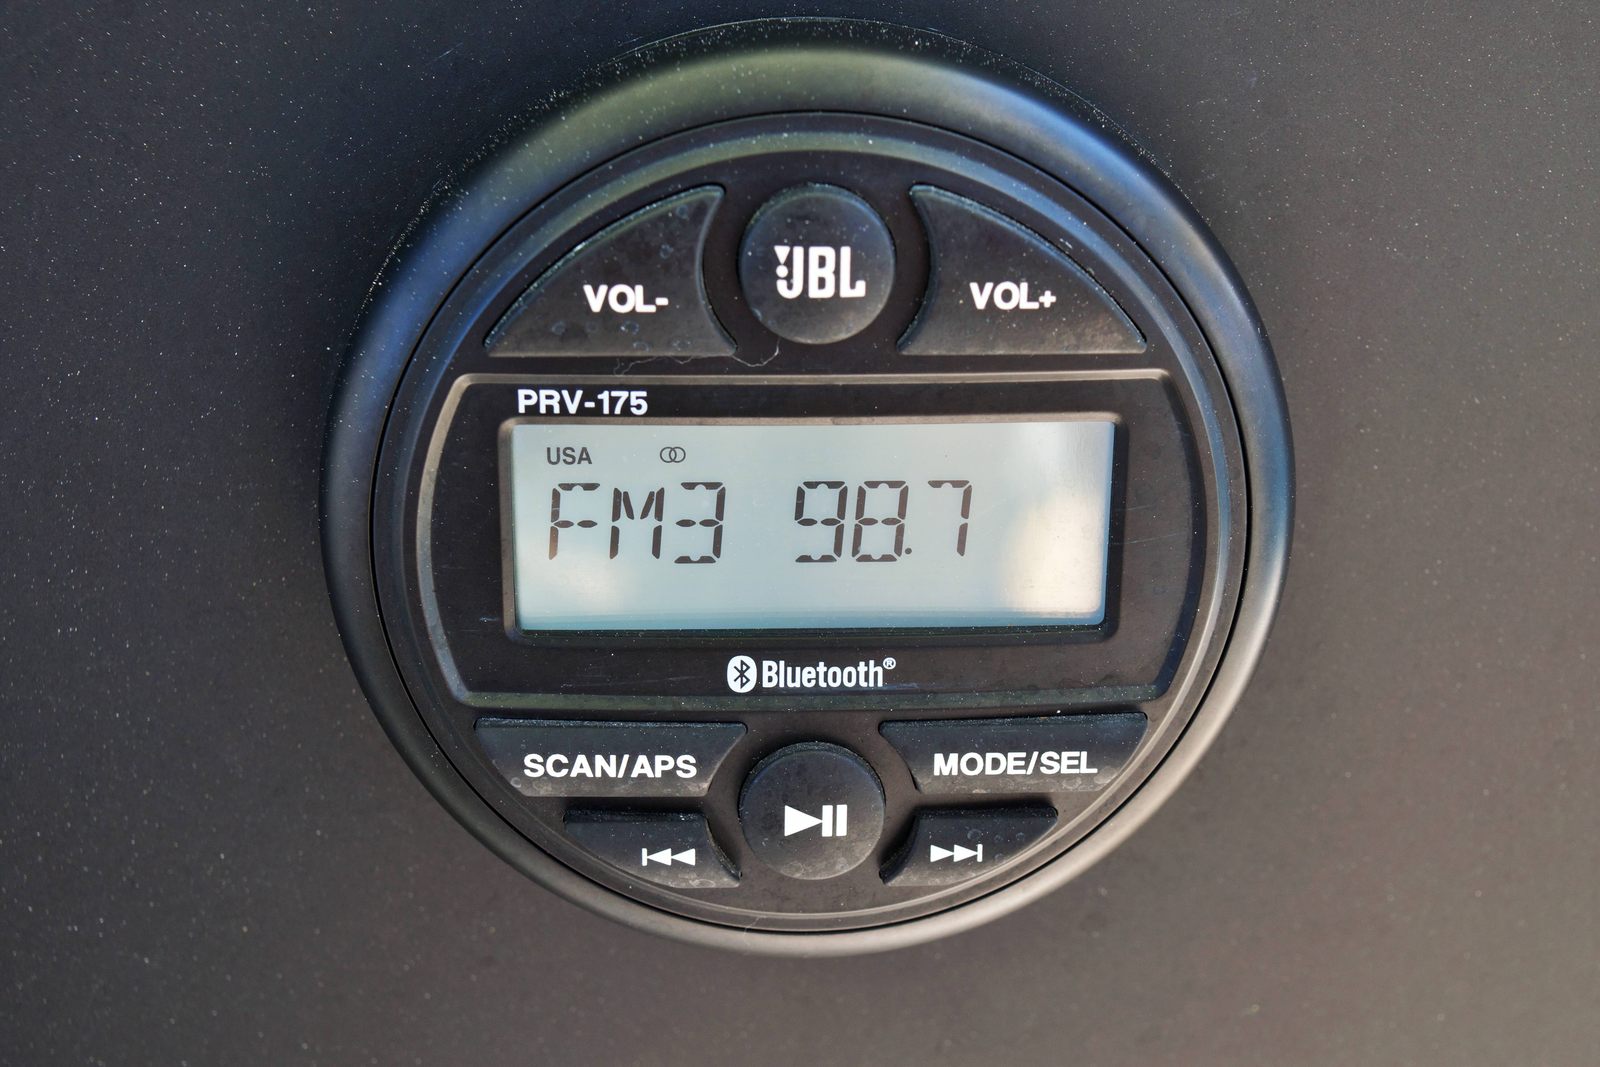 VOL-
JBL
VOL+
PRV-175
USA
FM3 98.7
Bluetooth®
SCAN/APS
MODE/SEL